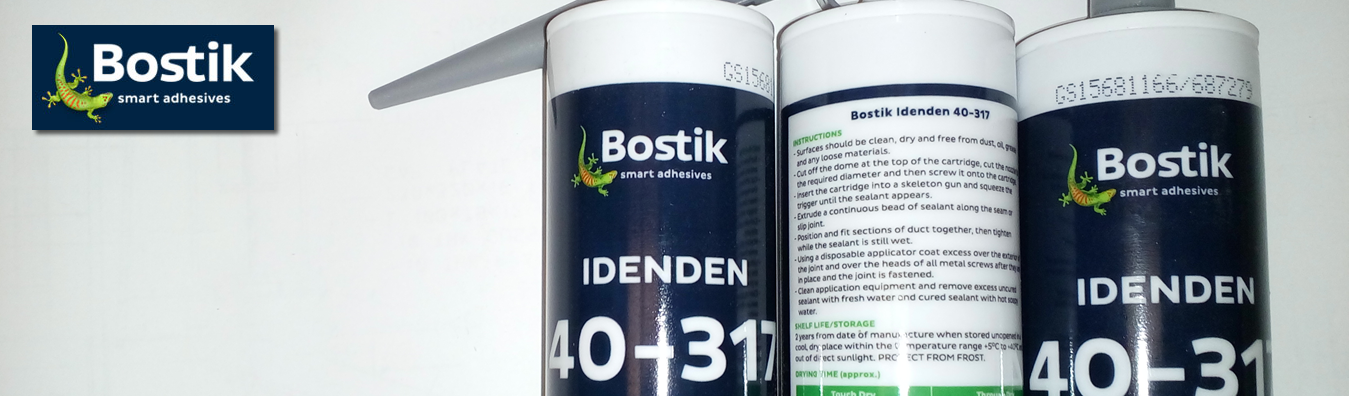 Bostik
smart adhesives
GS1568
Bostik
smart adhesives
IDENDEN
40-317
Bostik Idenden 40-317
INSTRUCTIONS
- Surfaces should be clean, dry and free from dust, oil, grease
and any loose materials.
- Cut off the dome at the top of the cartridge, cut the nozzle
the required diameter and then screw it onto the cartridge
- Insert the cartridge into a skeleton gun and squeeze the
trigger until the sealant appears.
- Extrude a continuous bead of sealant along the seam or
slip joint.
- Position and fit sections of duct together, then tighten
while the sealant is still wet.
- Using a disposable applicator coat excess over the exterior
the joint and over the heads of all metal screws after they
in place and the joint is fastened.
- Clean application equipment and remove excess uncured
sealant with fresh water and cured sealant with hot soapy
water.
SHELF LIFE/STORAGE
2 years from date of manufacture when stored unopened
cool, dry place within the temperature range +5°C to +40°C
out of direct sunlight. PROTECT FROM FROST.
DRYING TIME (approx.)
Touch Dry
GS15681166/687279
Bostik
smart adhesives
IDENDEN
40-317